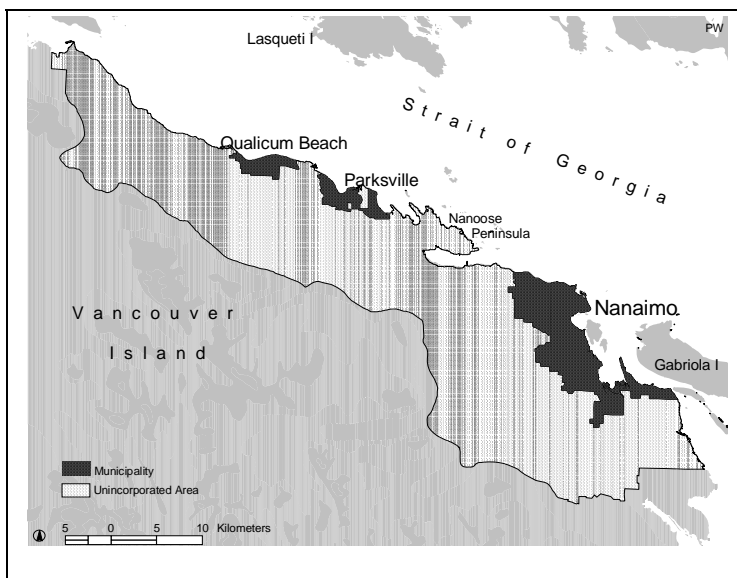 PW
Lasqueti I
Strait of Georgia
Qualicum Beach
Parksville
Nanoose
Peninsula
Vancouver
Island
Nanaimo
Gabriola I
Municipality
Unincorporated Area
5 0 5 10 Kilometers